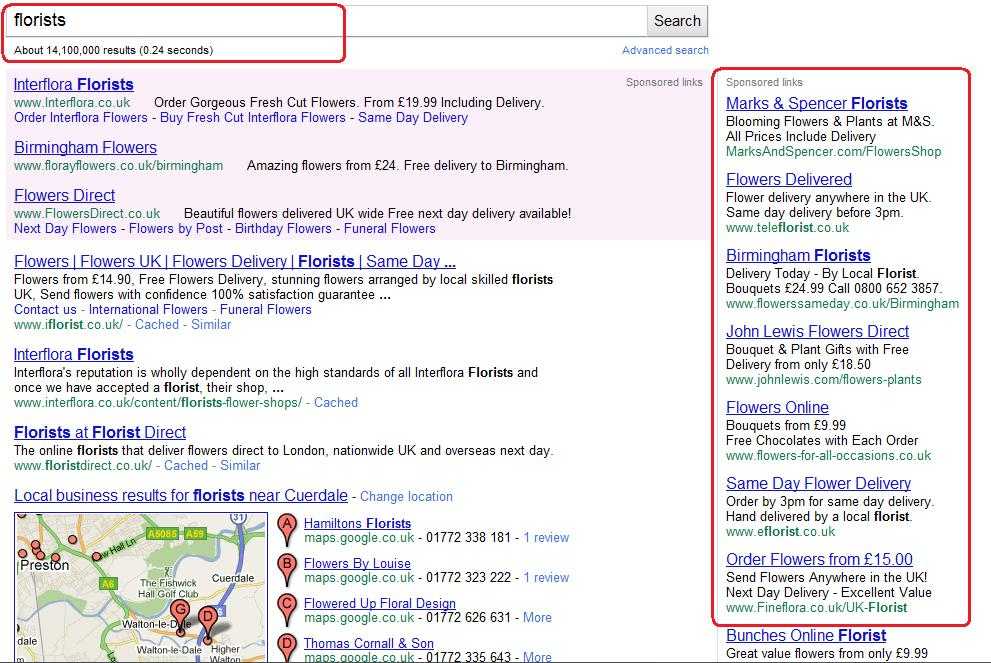 florists
Search
About 14,100,000 results (0.24 seconds)
Advanced search
Interflora Florists
Sponsored links
www.Interflora.co.uk Order Gorgeous Fresh Cut Flowers. From £19.99 Including Delivery.
Order Interflora Flowers - Buy Fresh Cut Interflora Flowers - Same Day Delivery
Birmingham Flowers
www.florayflowers.co.uk/birmingham Amazing flowers from £24. Free delivery to Birmingham.
Flowers Direct
www.FlowersDirect.co.uk Beautiful flowers delivered UK wide Free next day delivery available!
Next Day Flowers - Flowers by Post - Birthday Flowers - Funeral Flowers
Flowers | Flowers UK | Flowers Delivery | Florists | Same Day ...
Flowers from £14.90, Free Flowers Delivery, stunning flowers arranged by local skilled florists
UK, Send flowers with confidence 100% satisfaction guarantee ...
Contact us - International Flowers - Funeral Flowers
www.iflorist.co.uk/ - Cached - Similar
Interflora Florists
Interflora's reputation is wholly dependent on the high standards of all Interflora Florists and
once we have accepted a florist, their shop, ...
www.interflora.co.uk/content/florists-flower-shops/ - Cached
Florists at Florist Direct
The online florists that deliver flowers direct to London, nationwide UK and overseas next day.
www.floristdirect.co.uk/ - Cached - Similar
Local business results for florists near Cuerdale - Change location
31
A5085 A59
Preston
ow Hall Ln
A6
Cuerdale
The Fishwick
Hall Golf Club
G
D
Walton-le-Dale
dale
Walton-le-Dale
Higher
Walton
A
Hamiltons Florists
maps.google.co.uk - 01772 338 181 - 1 review
B
Flowers By Louise
maps.google.co.uk - 01772 323 222 - 1 review
C
Flowered Up Floral Design
maps.google.co.uk - 01772 626 631 - More
D
Thomas Cornall & Son
maps.google.co.uk - 01772 335 643 - More
Sponsored links
Marks & Spencer Florists
Blooming Flowers & Plants at M&S.
All Prices Include Delivery
MarksAndSpencer.com/FlowersShop
Flowers Delivered
Flower delivery anywhere in the UK.
Same day delivery before 3pm.
www.teleflorist.co.uk
Birmingham Florists
Delivery Today - By Local Florist.
Bouquets £24.99 Call 0800 652 3857.
www.flowerssameday.co.uk/Birmingham
John Lewis Flowers Direct
Bouquet & Plant Gifts with Free
Delivery from only £18.50
www.johnlewis.com/flowers-plants
Flowers Online
Bouquets from £9.99
Free Chocolates with Each Order
www.flowers-for-all-occasions.co.uk
Same Day Flower Delivery
Order by 3pm for same day delivery.
Hand delivered by a local florist.
www.eflorist.co.uk
Order Flowers from £15.00
Send Flowers Anywhere in the UK!
Next Day Delivery - Excellent Value
www.Fineflora.co.uk/UK-Florist
Bunches Online Florist
Great value flowers from only £9.99